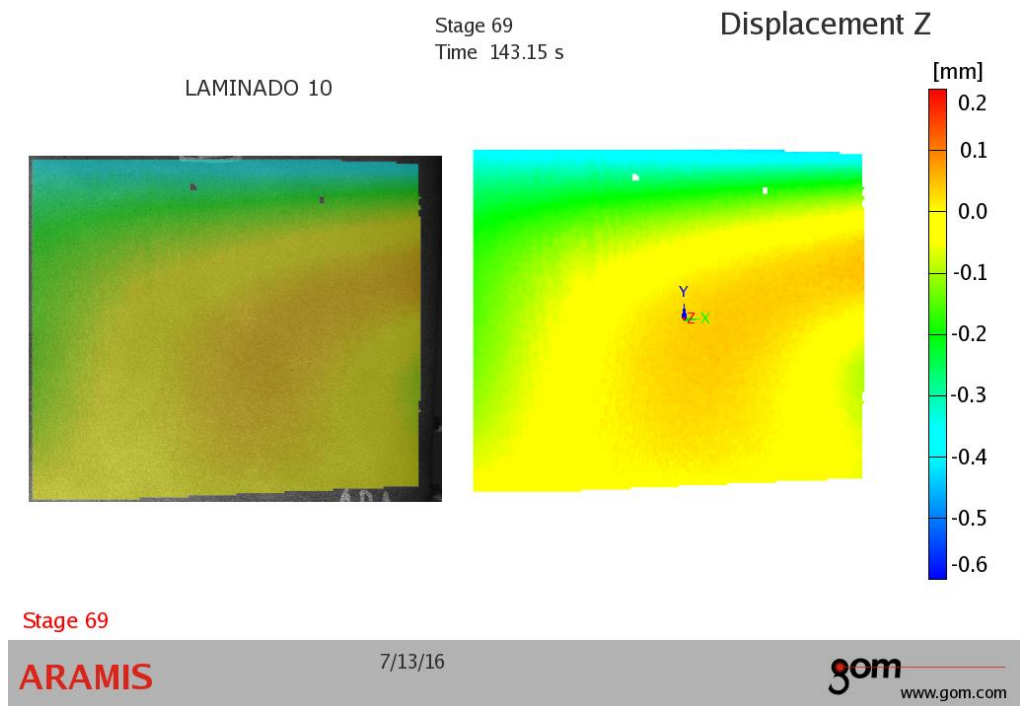 Stage 69
Time 143.15 s
Displacement Z
LAMINADO 10
[mm]
0.2
0.1
0.0
-0.1
-0.2
-0.3
-0.4
-0.5
-0.6
Y
Z X
Stage 69
ARAMIS
7/13/16
gom
www.gom.com